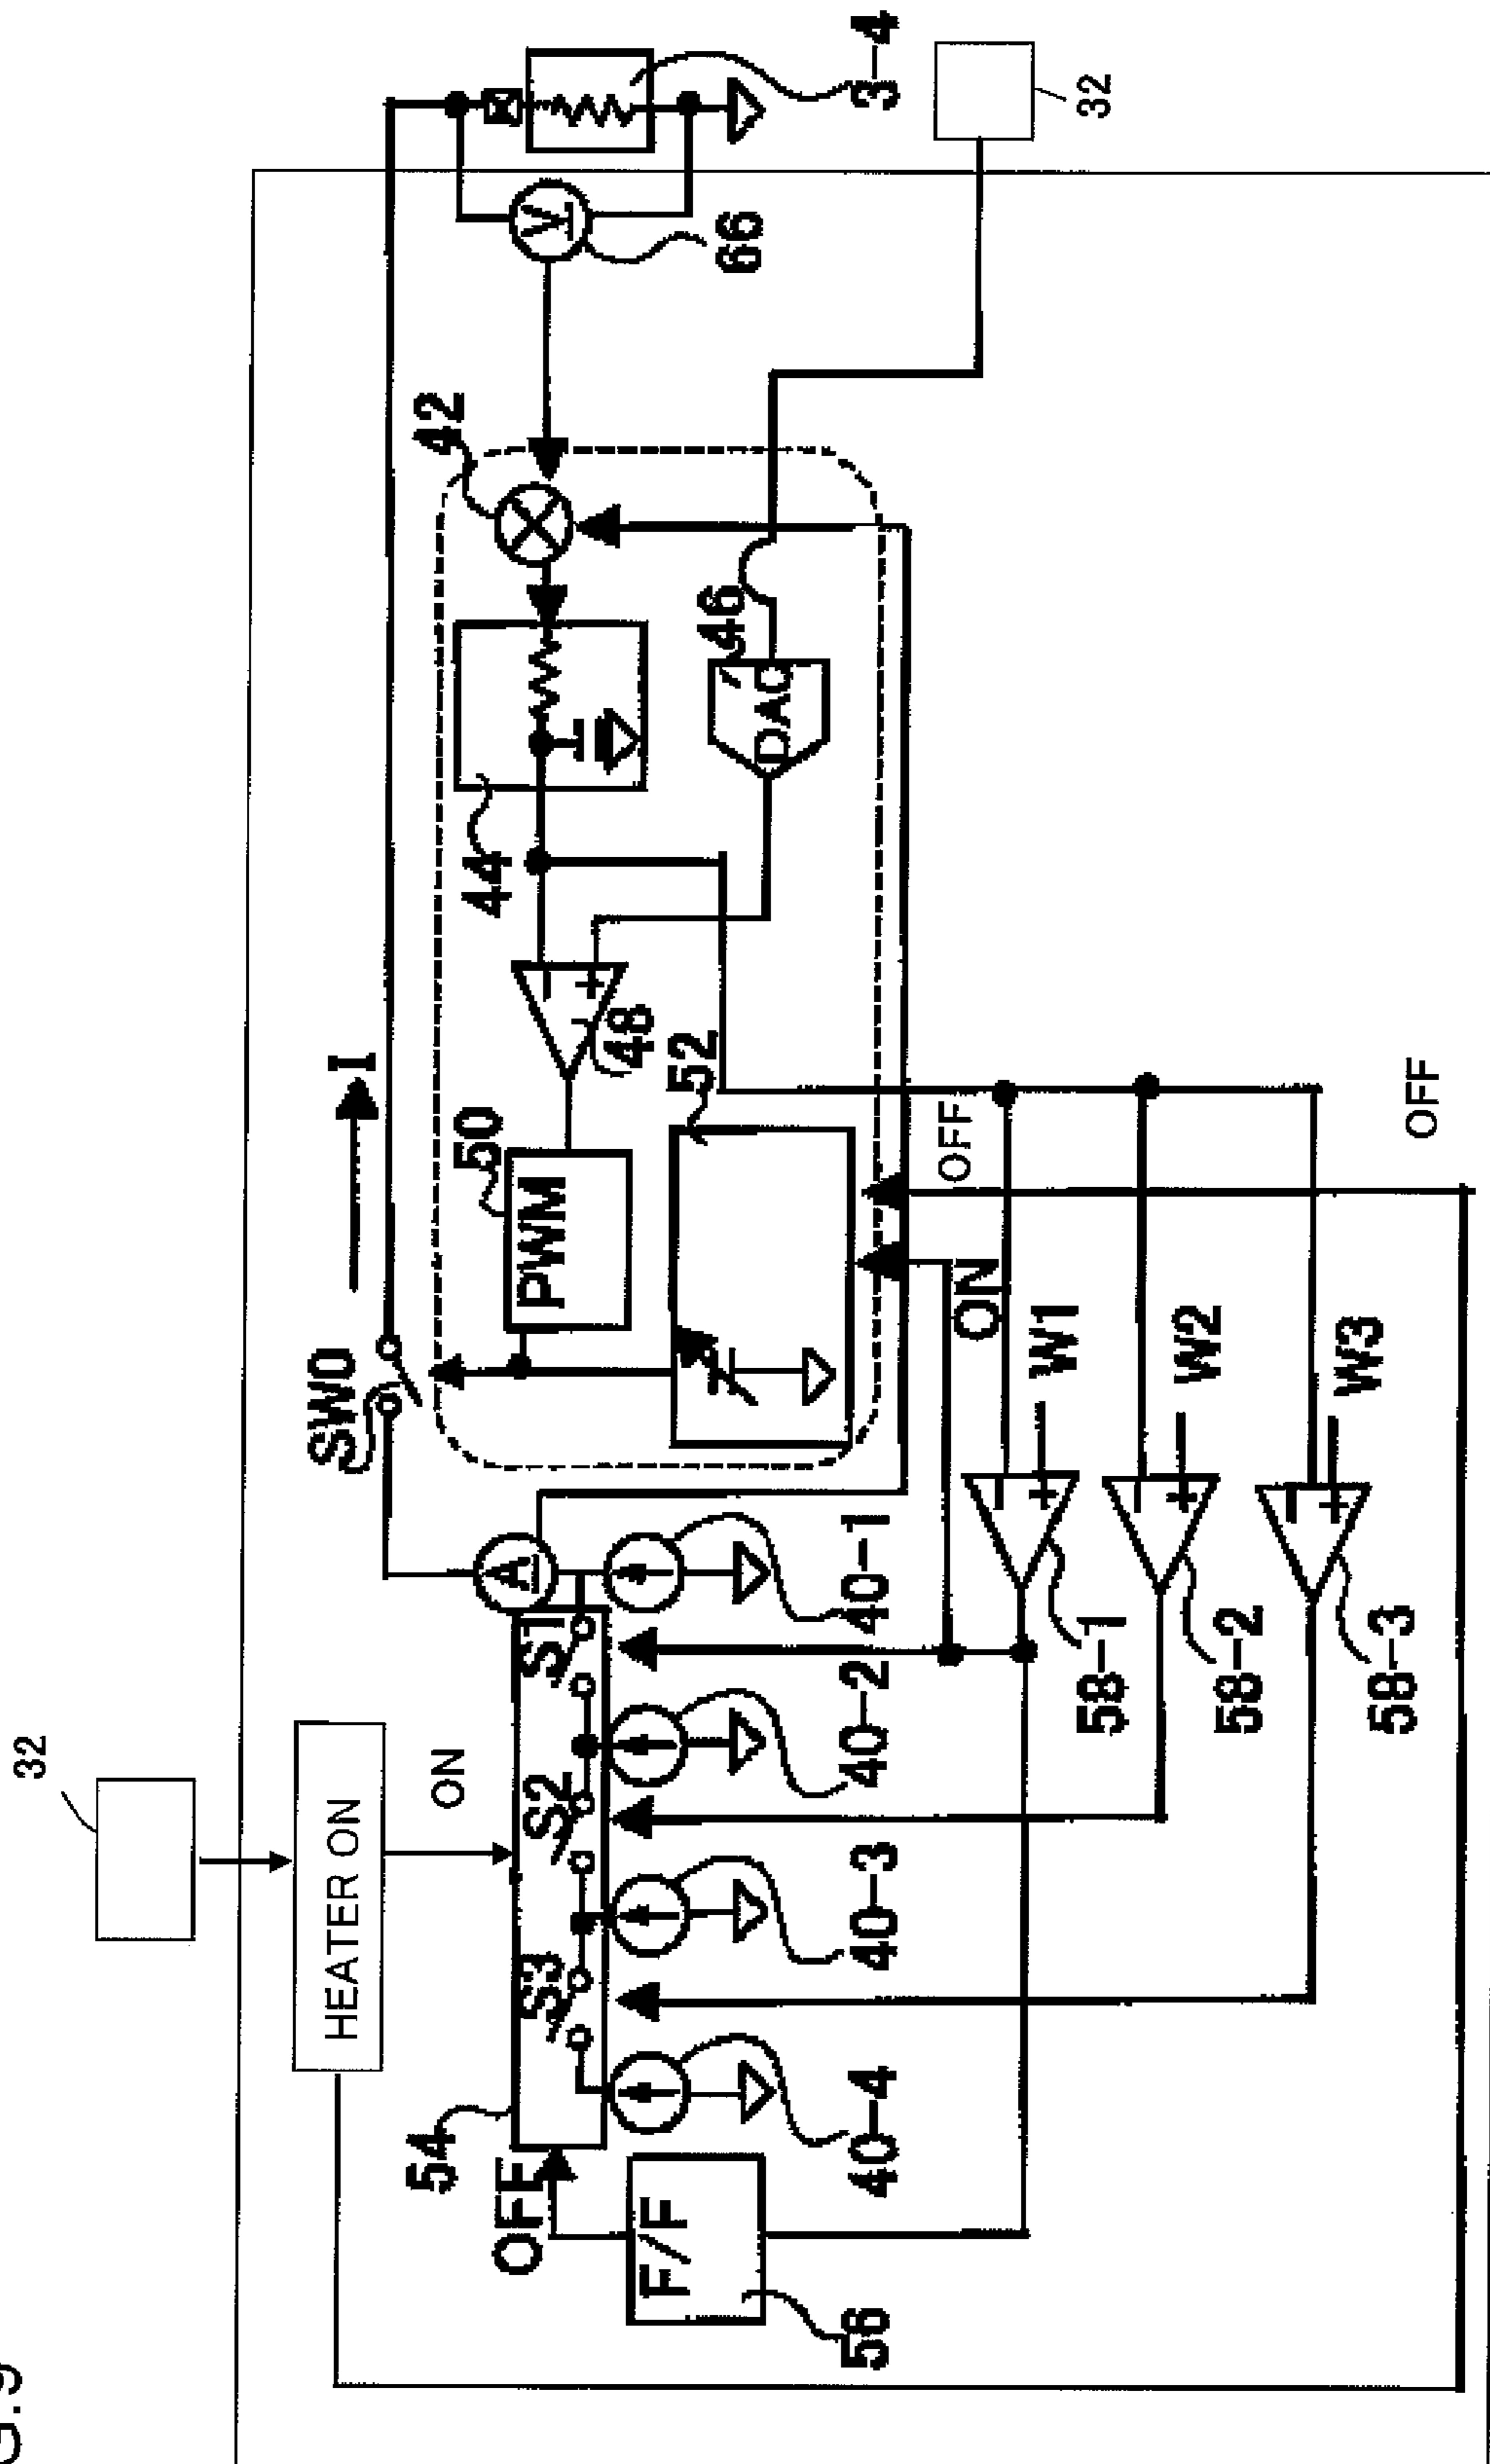 G.9
32
HEATER ON
ON
54
OFF
F/F
56
S3
S2
S1
A
40-4
40-3
40-2
40-1
SW0
I
PWM
50
52
48
44
42
46
DAC
V
66
3-4
32
OFF
ON
OFF
W1
W2
W3
58-1
58-2
58-3
- +
- +
- +
- +